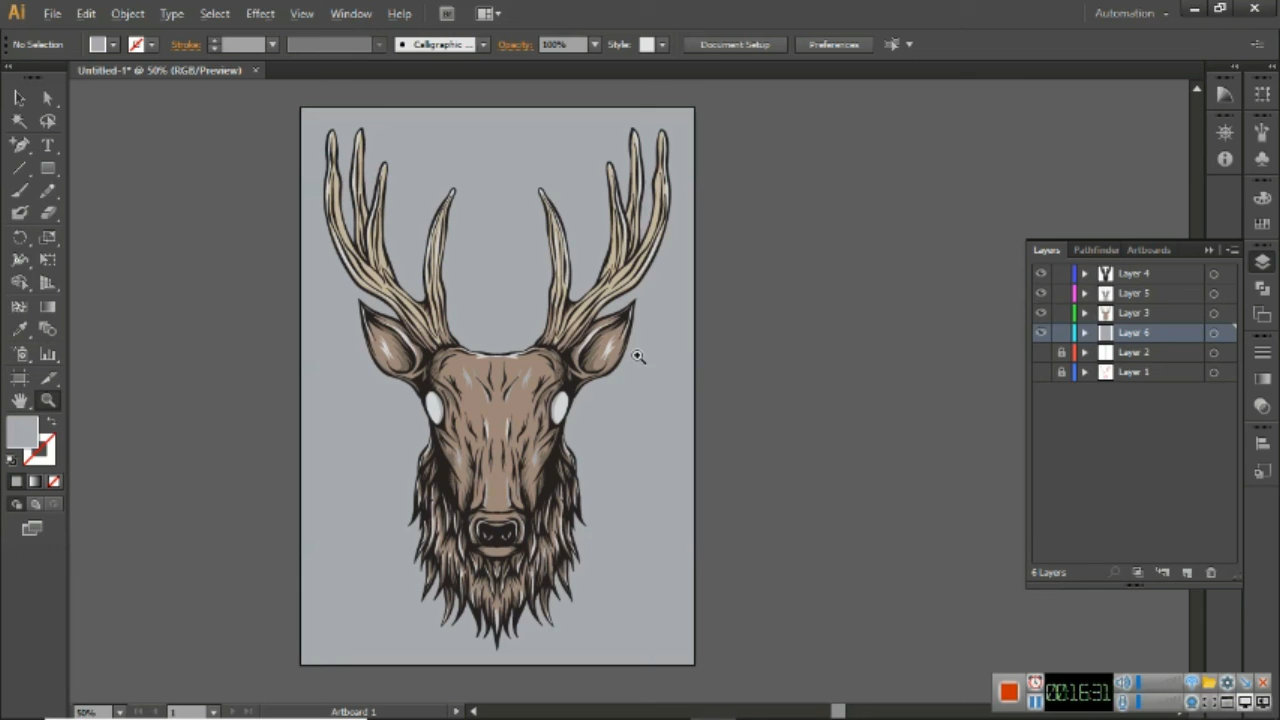 Ai File Edit Object Type Select Effect View Window Help Br Automation
No Selection Stroke: Calligraphic ... Opacity: 100% Style: Document Setup Preferences
Untitled-1* @ 50% (RGB/Preview) ×
Layers Pathfinder Artboards
Layer 4
Layer 5
Layer 3
Layer 6
Layer 2
Layer 1
6 Layers
00:16:31
50% 1 Artboard 1